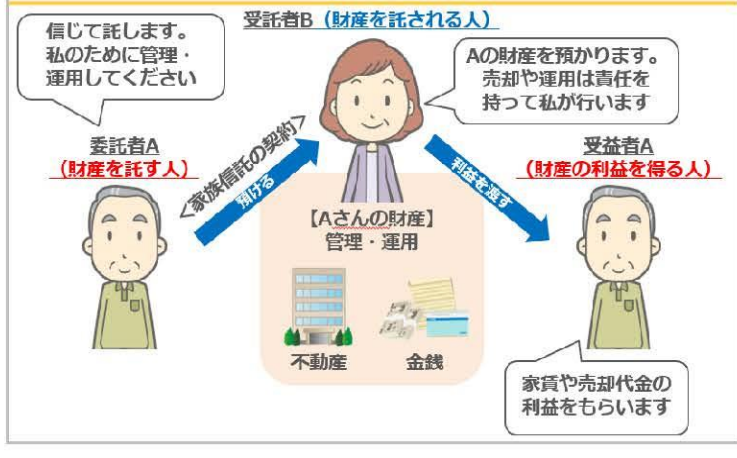 受託者B（財産を託される人）
信じて託します。
私のために管理・
運用してください
Aの財産を預かります。
売却や運用は責任を
持って私が行います
委託者A
（財産を託す人）
＜家族信託の契約＞
預ける
利益を渡す
受益者A
（財産の利益を得る人）
【Aさんの財産】
管理・運用
不動産
金銭
家賃や売却代金の
利益をもらいます